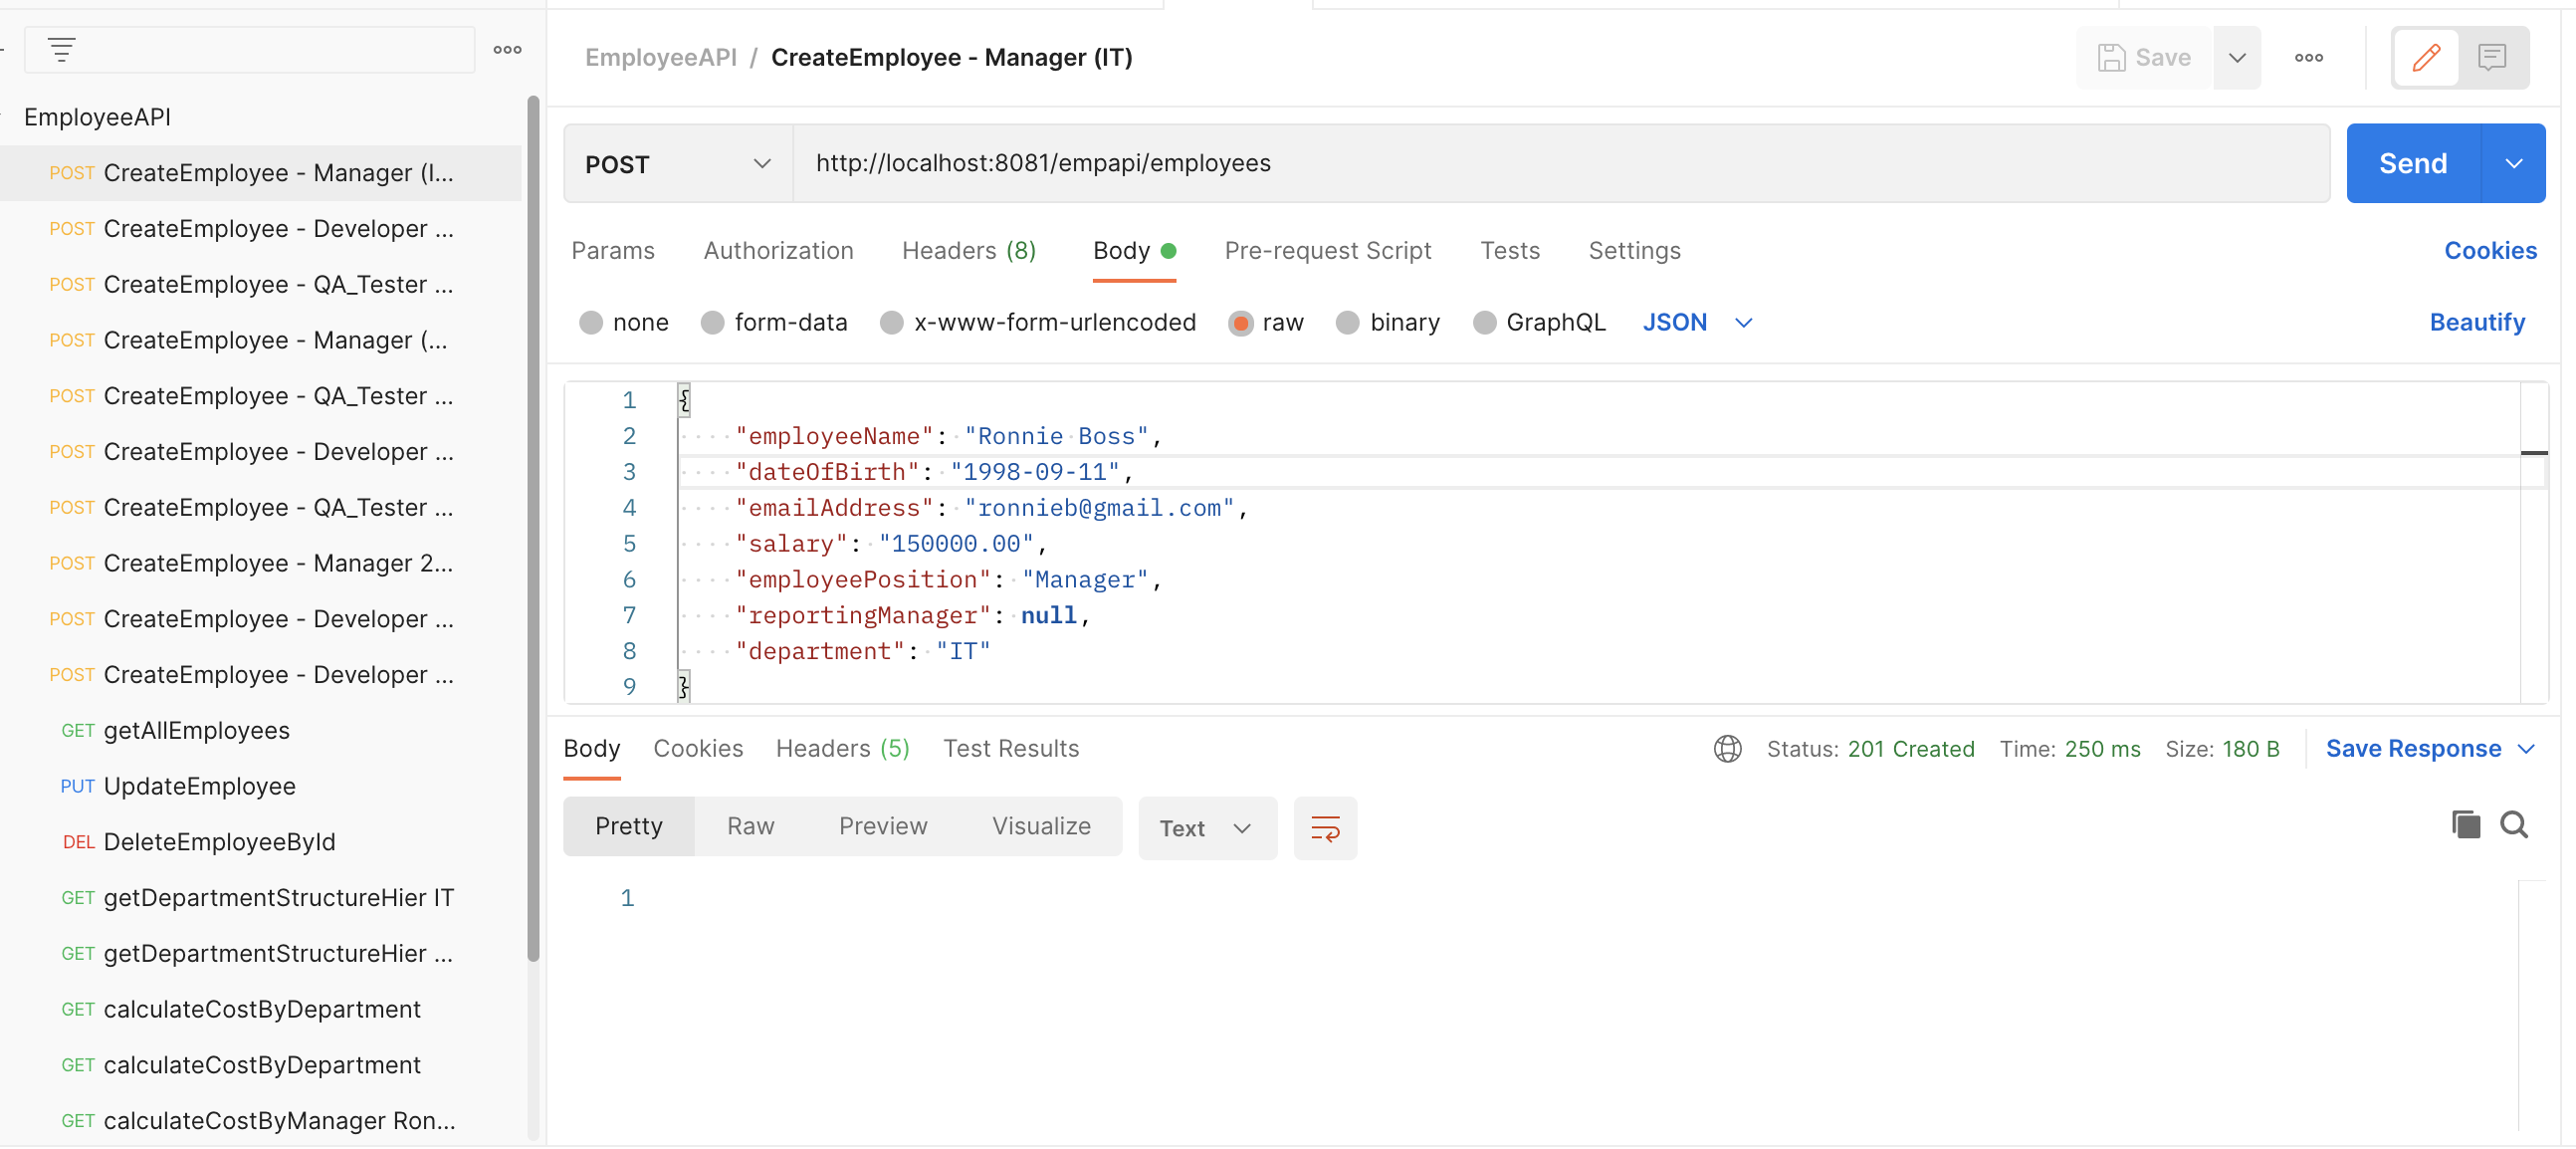 EmployeeAPI
POST CreateEmployee - Manager (I...
POST CreateEmployee - Developer ...
POST CreateEmployee - QA_Tester ...
POST CreateEmployee - Manager (...
POST CreateEmployee - QA_Tester ...
POST CreateEmployee - Developer ...
POST CreateEmployee - QA_Tester ...
POST CreateEmployee - Manager 2...
POST CreateEmployee - Developer ...
POST CreateEmployee - Developer ...
GET getAllEmployees
PUT UpdateEmployee
DEL DeleteEmployeeById
GET getDepartmentStructureHier IT
GET getDepartmentStructureHier ...
GET calculateCostByDepartment
GET calculateCostByDepartment
GET calculateCostByManager Ron...
EmployeeAPI / CreateEmployee - Manager (IT)
Save
POST http://localhost:8081/empapi/employees Send
Params Authorization Headers (8) Body Pre-request Script Tests Settings Cookies
none form-data x-www-form-urlencoded raw binary GraphQL JSON Beautify
1 {
2 "employeeName": "Ronnie Boss",
3 "dateOfBirth": "1998-09-11",
4 "emailAddress": "ronnieb@gmail.com",
5 "salary": "150000.00",
6 "employeePosition": "Manager",
7 "reportingManager": null,
8 "department": "IT"
9 }
Body Cookies Headers (5) Test Results Status: 201 Created Time: 250 ms Size: 180 B Save Response
Pretty Raw Preview Visualize Text
1